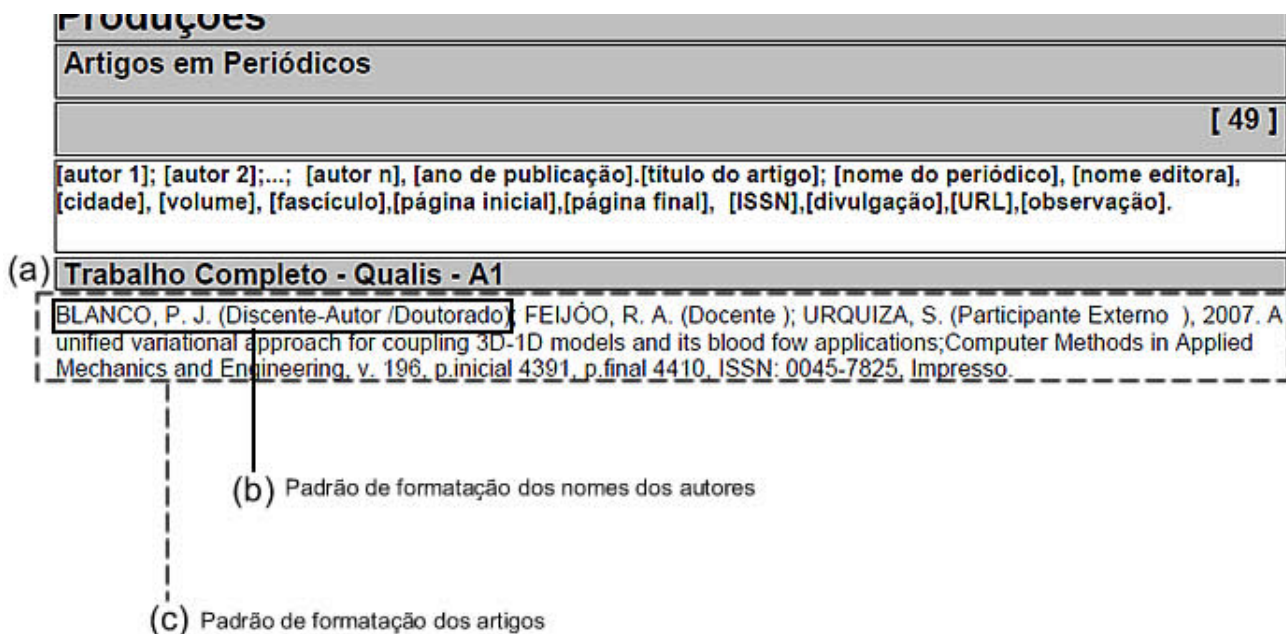 Produções
Artigos em Periódicos
[ 49 ]
[autor 1]; [autor 2];...; [autor n], [ano de publicação].[título do artigo]; [nome do periódico], [nome editora],
[cidade], [volume], [fascículo],[página inicial],[página final], [ISSN],[divulgação],[URL],[observação].
(a) Trabalho Completo - Qualis - A1
BLANCO, P. J. (Discente-Autor /Doutorado); FEIJÓO, R. A. (Docente ); URQUIZA, S. (Participante Externo ), 2007. A
unified variational approach for coupling 3D-1D models and its blood fow applications;Computer Methods in Applied
Mechanics and Engineering, v. 196, p.inicial 4391, p.final 4410, ISSN: 0045-7825, Impresso.
(b) Padrão de formatação dos nomes dos autores
(c) Padrão de formatação dos artigos